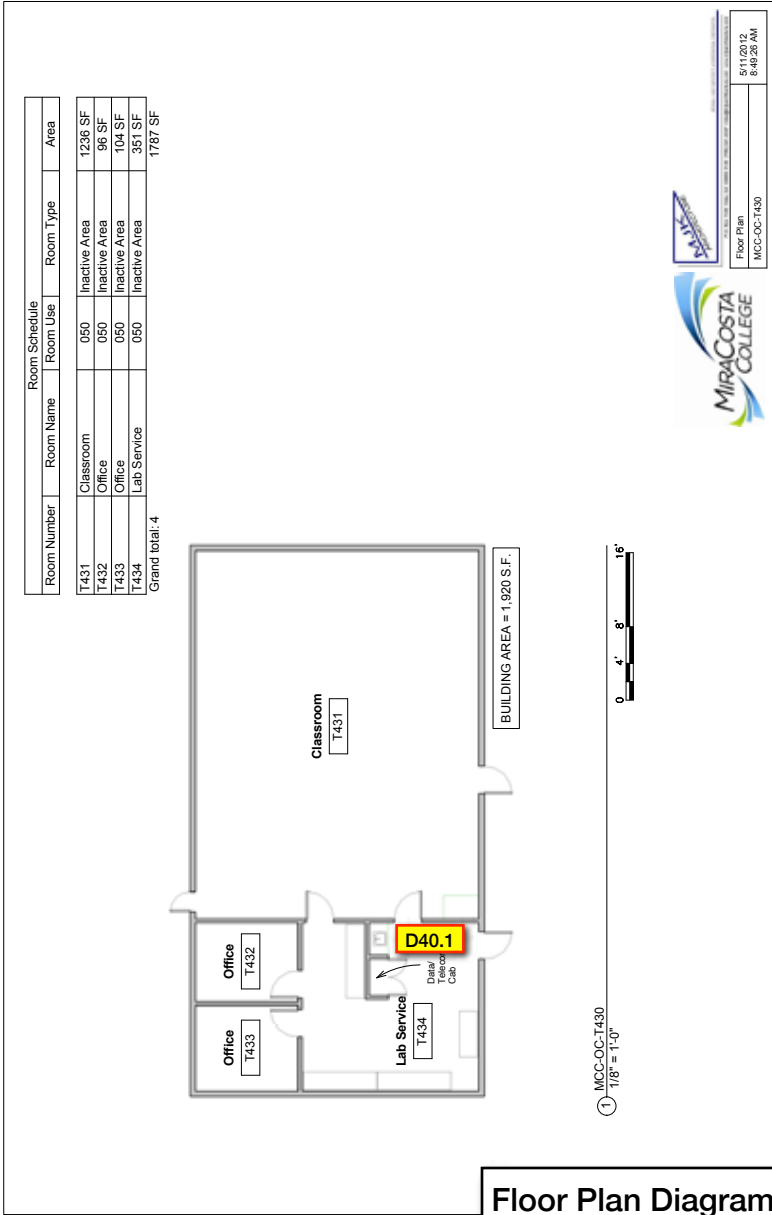 Room Schedule
Room Number Room Name Room Use Room Type Area
T431 Classroom 050 Inactive Area 1236 SF
T432 Office 050 Inactive Area 96 SF
T433 Office 050 Inactive Area 104 SF
T434 Lab Service 050 Inactive Area 351 SF
Grand total: 4 1787 SF
Office
T433
Office
T432
Classroom
T431
Lab Service
T434
Data/
Cab
D40.1
BUILDING AREA = 1,920 S.F.
1 MCC-OC-T430
1/8" = 1'-0"
0 4' 8' 16'
MIRACOSTA
COLLEGE
MJK
ARCHITECTURE
Floor Plan
MCC-OC-T430
5/11/2012
8:49:26 AM
Floor Plan Diagram